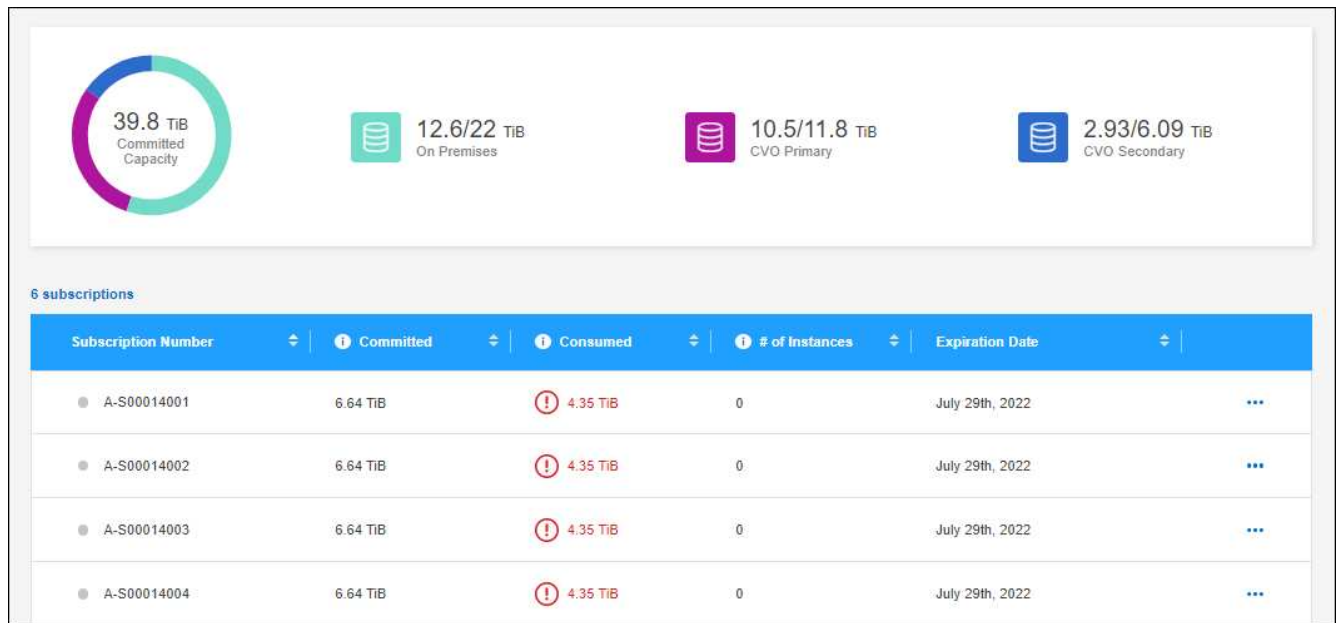 39.8 TiB
Committed
Capacity
12.6/22 TiB
On Premises
10.5/11.8 TiB
CVO Primary
2.93/6.09 TiB
CVO Secondary
6 subscriptions
Subscription Number Committed Consumed # of Instances Expiration Date
A-S00014001 6.64 TiB 4.35 TiB 0 July 29th, 2022
A-S00014002 6.64 TiB 4.35 TiB 0 July 29th, 2022
A-S00014003 6.64 TiB 4.35 TiB 0 July 29th, 2022
A-S00014004 6.64 TiB 4.35 TiB 0 July 29th, 2022